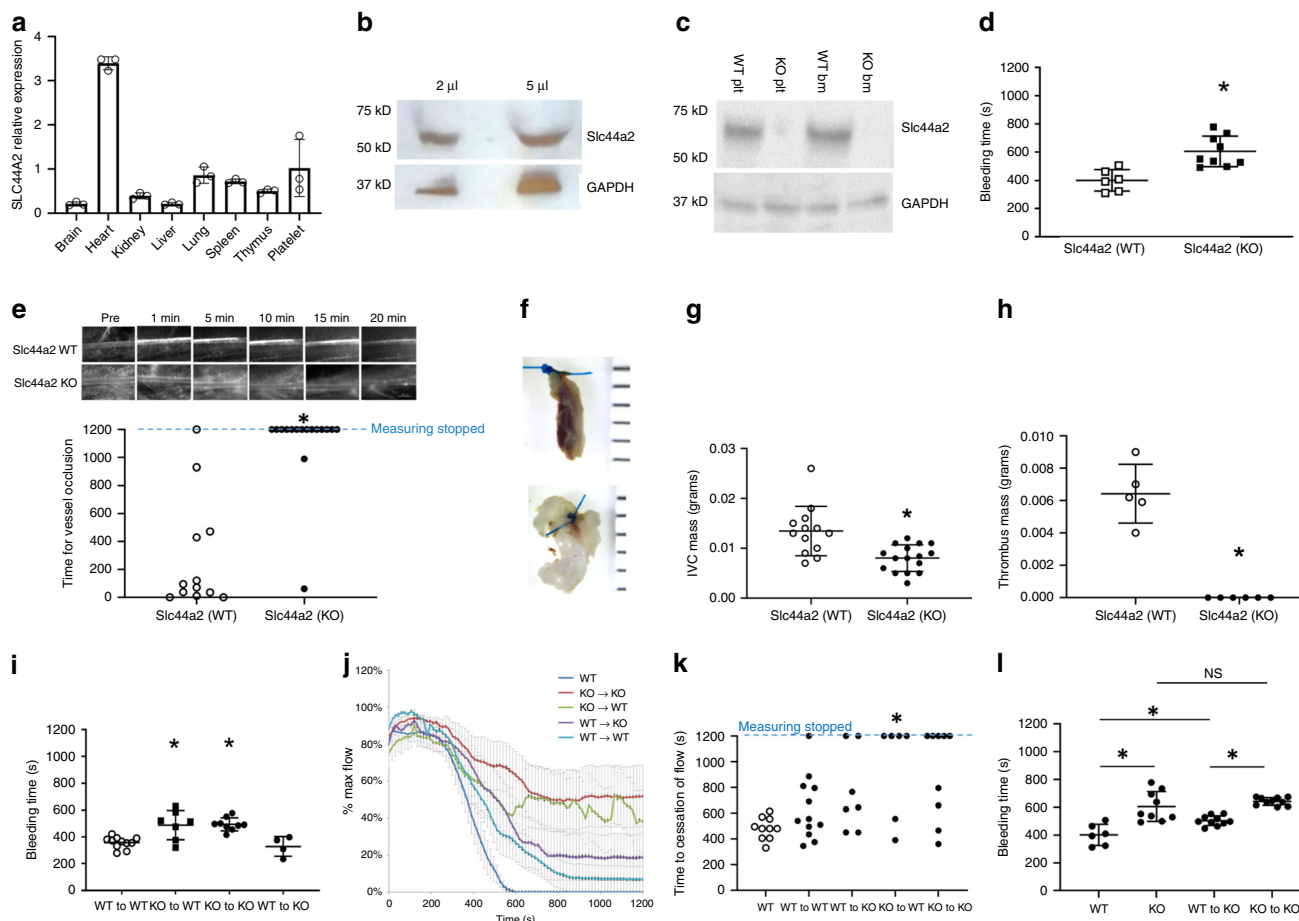 a
SLC44A2 relative expression
4
3
2
1
0
Brain
Heart
Kidney
Liver
Lung
Spleen
Thymus
Platelet
b
2 µl 5 µl
75 kD
50 kD
37 kD
Slc44a2
GAPDH
c
WT plt
KO plt
WT bm
KO bm
75 kD
50 kD
37 kD
Slc44a2
GAPDH
d
Bleeding time (s)
1200
1000
800
600
400
200
0
*
Slc44a2 (WT) Slc44a2 (KO)
e
Pre 1 min 5 min 10 min 15 min 20 min
Slc44a2 WT
Slc44a2 KO
Time for vessel occlusion
1200
1000
800
600
400
200
0
*
Measuring stopped
Slc44a2 (WT) Slc44a2 (KO)
f
g
IVC mass (grams)
0.03
0.02
0.01
0.00
*
Slc44a2 (WT) Slc44a2 (KO)
h
Thrombus mass (grams)
0.010
0.008
0.006
0.004
0.002
0.000
*
Slc44a2 (WT) Slc44a2 (KO)
i
Bleeding time (s)
1200
1000
800
600
400
200
0
* *
WT to WT KO to WT KO to KO WT to KO
j
% max flow
120%
100%
80%
60%
40%
20%
0%
0 200 400 600 800 1000 1200
Time (s)
WT
KO → KO
KO → WT
WT → KO
WT → WT
k
Time to cessation of flow (s)
Measuring stopped
1200
1000
800
600
400
200
0
*
WT WT to WT WT to KO KO to WT KO to KO
l
NS
*
* *
Bleeding time (s)
1200
1000
800
600
400
200
0
WT KO WT to KO KO to KO